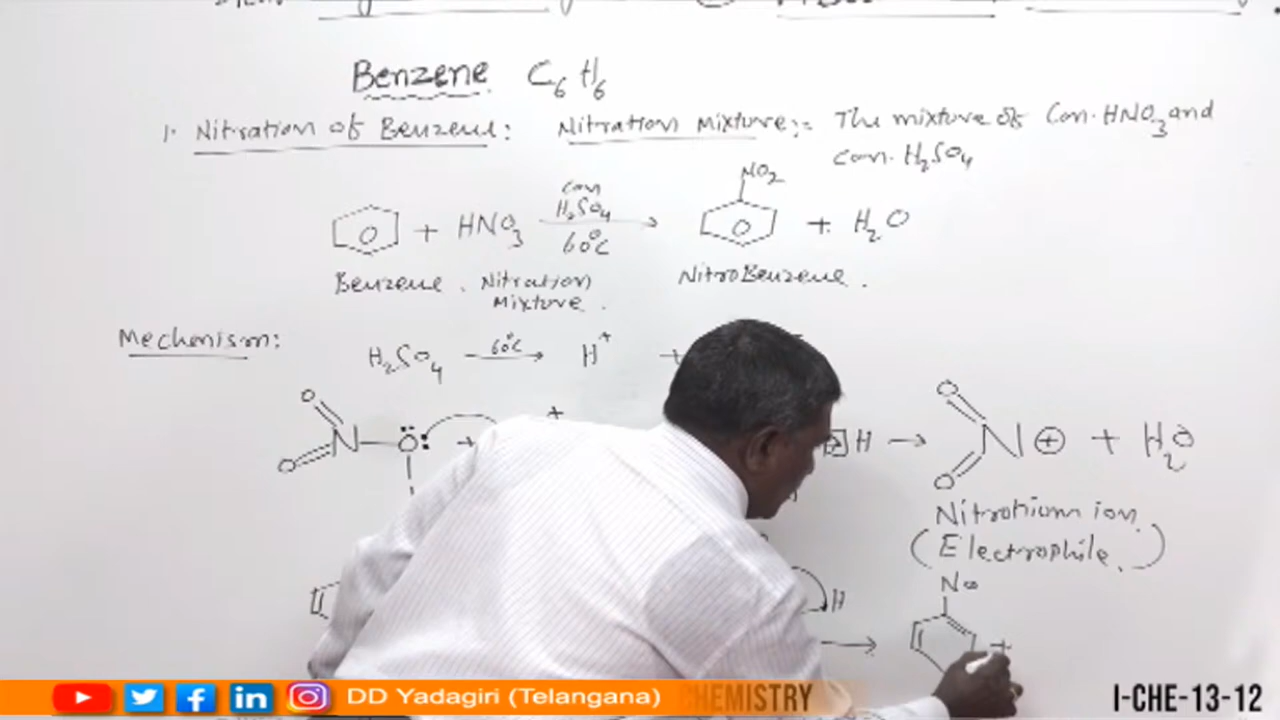 Benzene C6H6
1. Nitration of Benzene: Nitration Mixture:- The mixture of Con. HNO3 and
con. H2SO4
NO2
con
H2SO4
+ HNO3 → + H2O
60°C
Benzene. Nitration Mixture. NitroBenzene.
Mechenism:
H2SO4 60°C → H+ +
O N O O + + H → O N O ⊕ + H2O
Nitronium ion
(Electrophile.)
H → N +
DD Yadagiri (Telangana) CHEMISTRY I-CHE-13-12